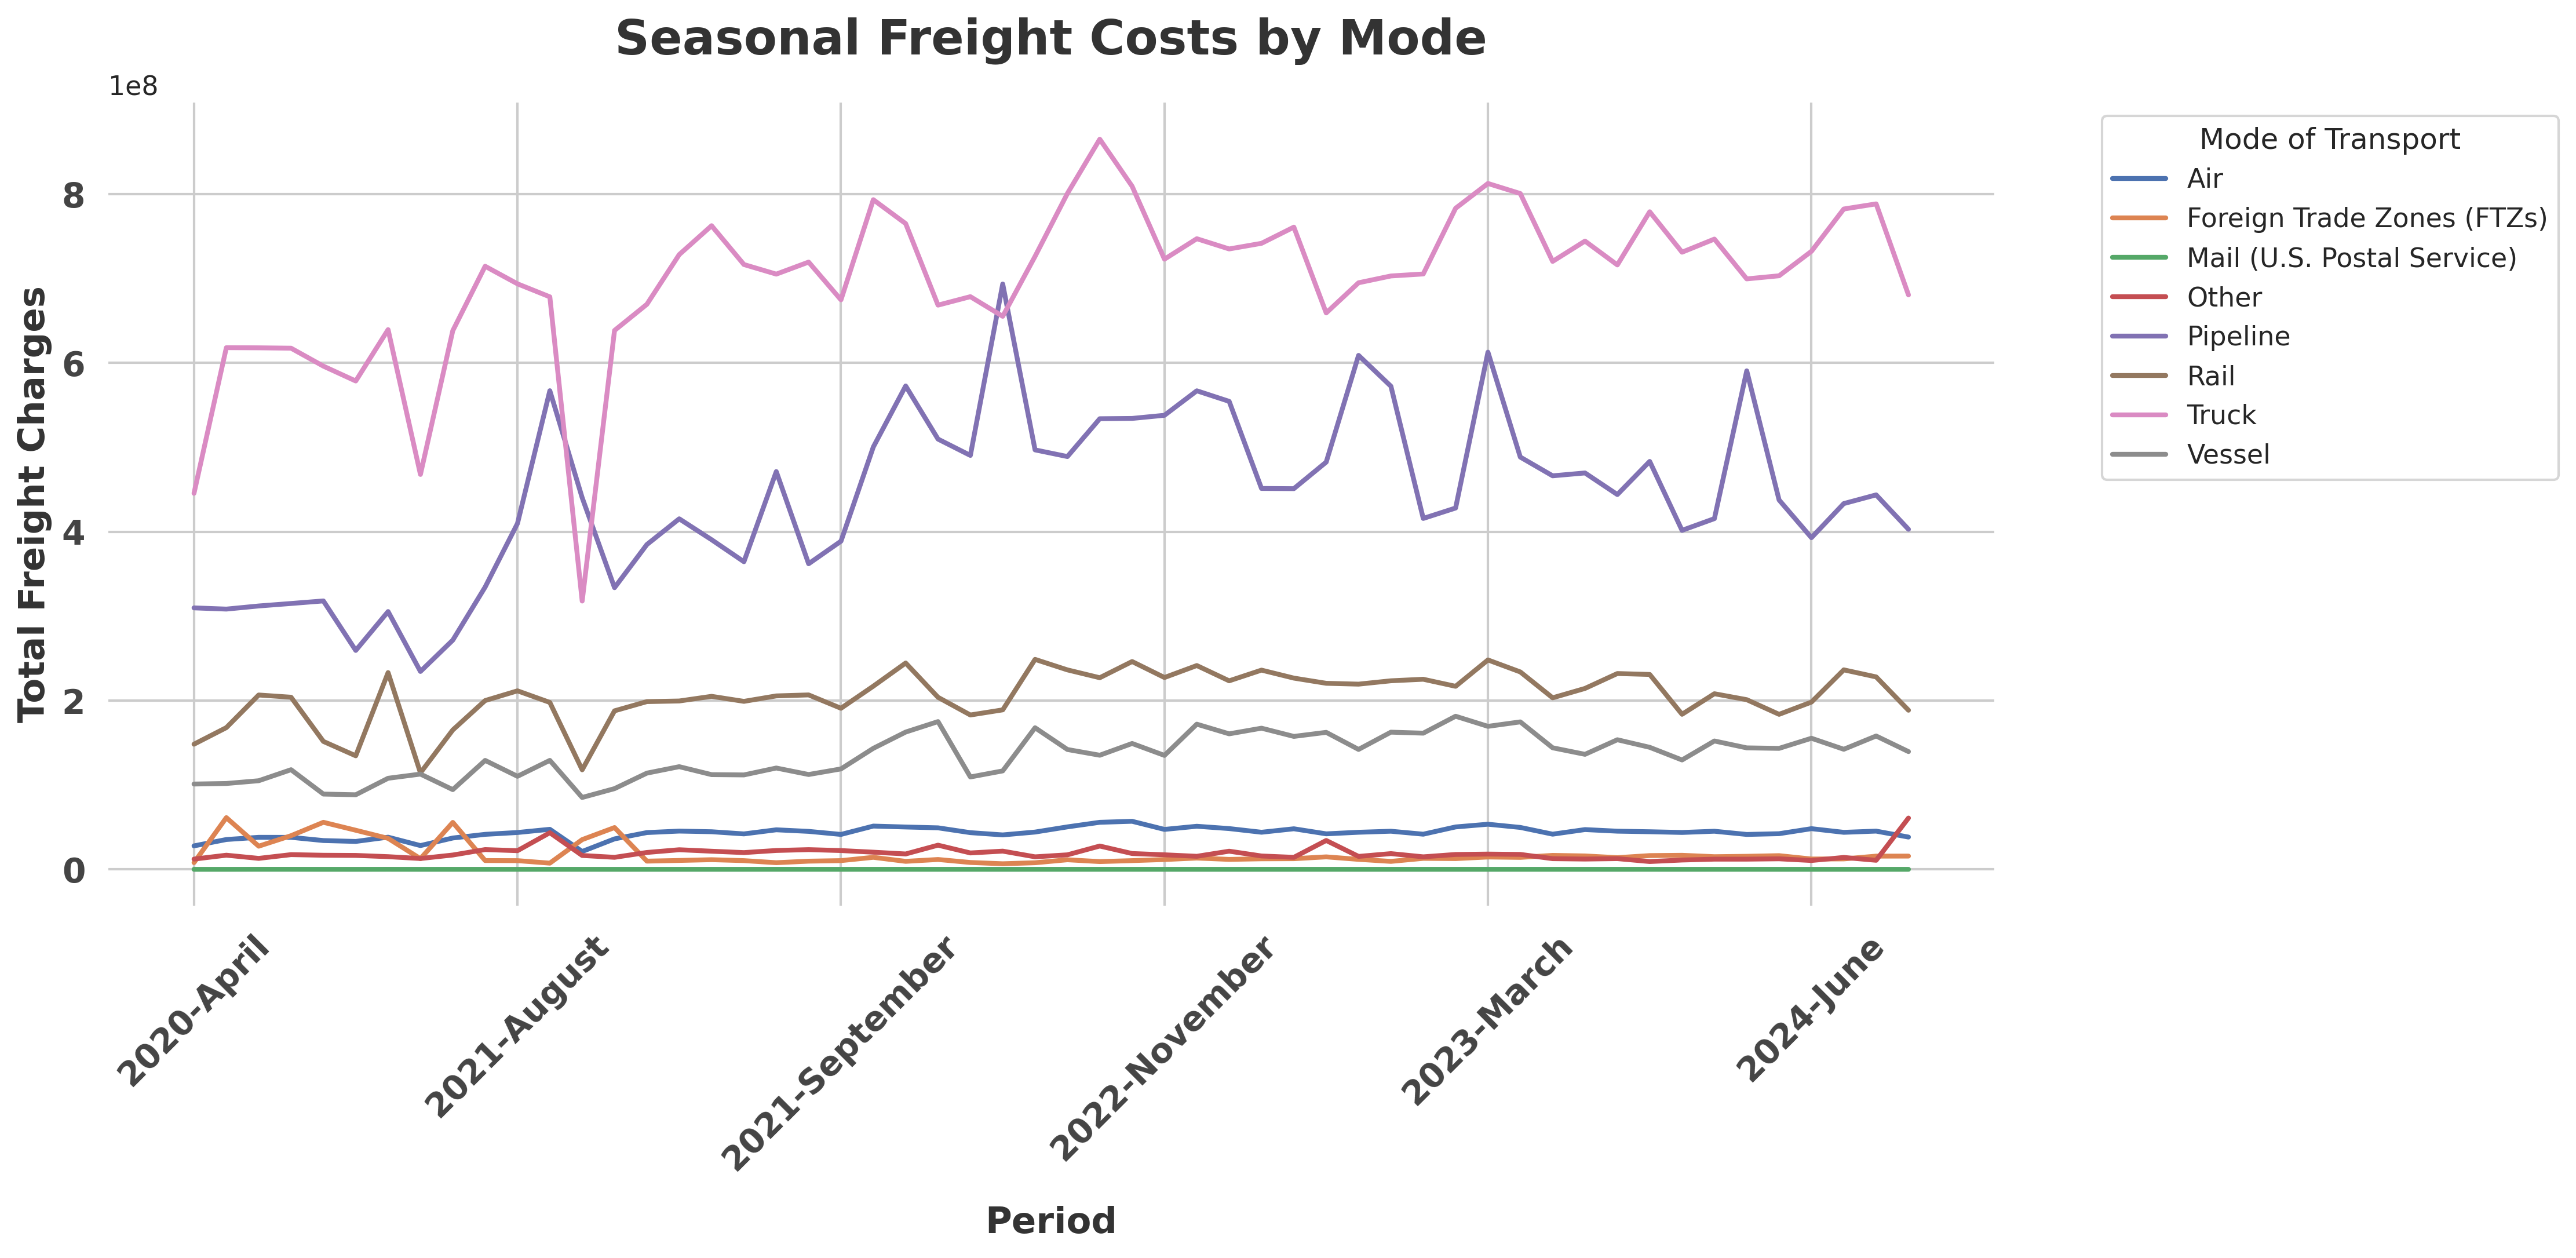 Seasonal Freight Costs by Mode
1e8
Total Freight Charges
8
6
4
2
0
2020-April
2021-August
2021-September
2022-November
2023-March
2024-June
Period
Mode of Transport
Air
Foreign Trade Zones (FTZs)
Mail (U.S. Postal Service)
Other
Pipeline
Rail
Truck
Vessel